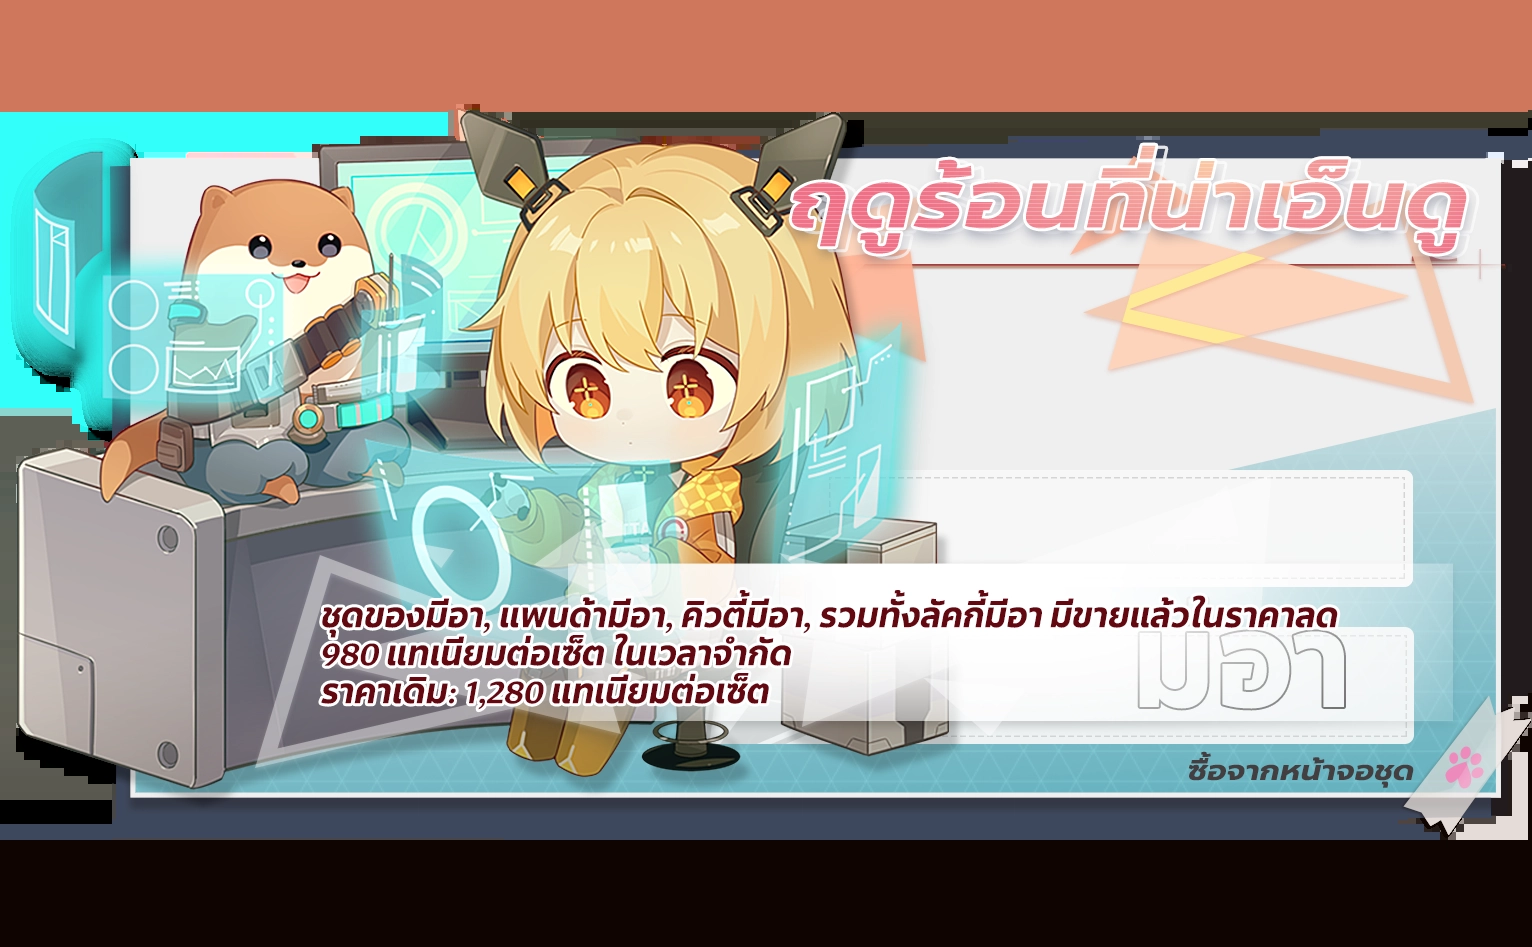 ฤดูร้อนที่น่าเอ็นดู
ชุดของมีอา, แพนด้ามีอา, คิวตี้มีอา, รวมทั้งลัคกี้มีอา มีขายแล้วในราคาลด
980 แทเนียมต่อเซ็ต ในเวลาจำกัด
ราคาเดิม: 1,280 แทเนียมต่อเซ็ต
มีอา
ซื้อจากหน้าจอชุด